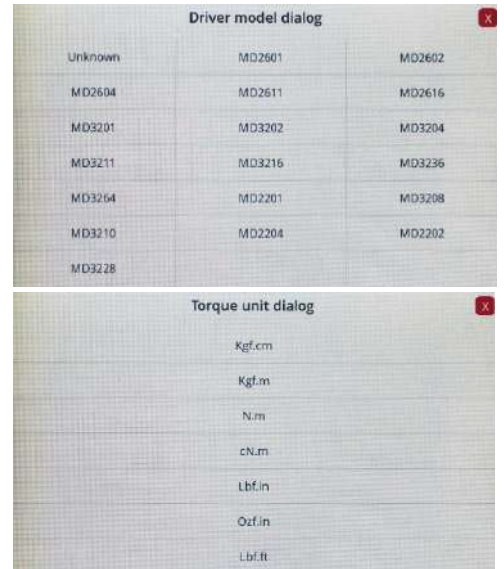 Driver model dialog X
Unknown MD2601 MD2602
MD2604 MD2611 MD2616
MD3201 MD3202 MD3204
MD3211 MD3216 MD3236
MD3264 MD2201 MD3208
MD3210 MD2204 MD2202
MD3228
Torque unit dialog X
Kgf.cm
Kgf.m
N.m
cN.m
Lbf.in
Ozf.in
Lbf.ft